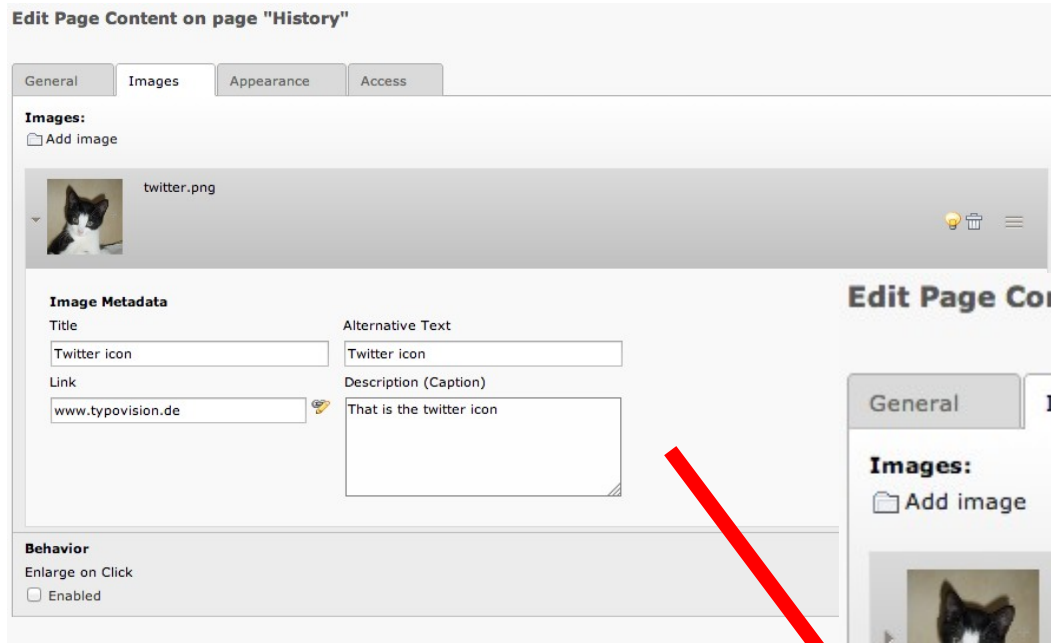 Edit Page Content on page "History"
General Images Appearance Access
Images:
Add image
twitter.png
Image Metadata
Title Alternative Text
Twitter icon Twitter icon
Link Description (Caption)
www.typovision.de That is the twitter icon
Behavior
Enlarge on Click
Enabled
Edit Page
General
Images:
Add image